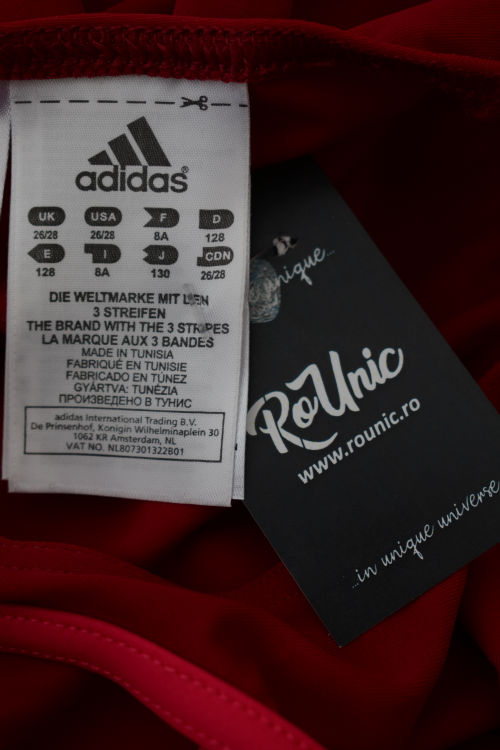 adidas®
UK USA F D
26/28 26/28 8A 128
E I J CDN
128 8A 130 26/28
DIE WELTMARKE MIT DEN
3 STREIFEN
THE BRAND WITH THE 3 STRIPES
LA MARQUE AUX 3 BANDES
MADE IN TUNISIA
FABRIQUÉ EN TUNISIE
FABRICADO EN TÚNEZ
GYÁRTVA: TUNÉZIA
ПРОИЗВЕДЕНО В ТУНИС
adidas International Trading B.V.
De Prinsenhof, Konigin Wilhelminaplein 30
1062 KR Amsterdam, NL
VAT NO. NL807301322B01
unique...
RoUnic
www.rounic.ro
...in unique universe